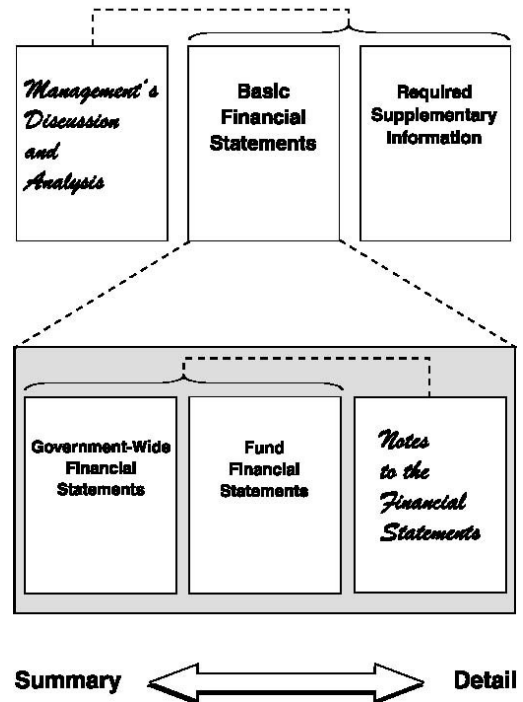 Management's
Discussion
and
Analysis
Basic
Financial
Statements
Required
Supplementary
Information
Government-Wide
Financial
Statements
Fund
Financial
Statements
Notes
to the
Financial
Statements
Summary
Detail